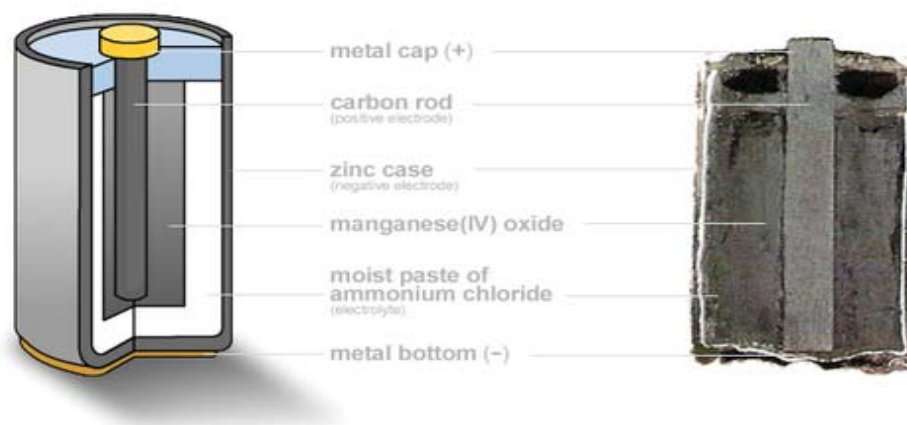 metal cap (+)
carbon rod
(positive electrode)
zinc case
(negative electrode)
manganese(IV) oxide
moist paste of
ammonium chloride
(electrolyte)
metal bottom (−)